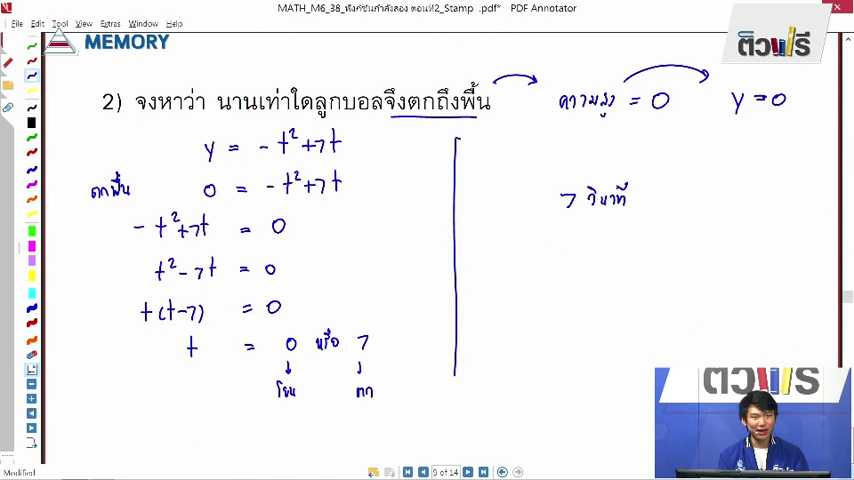 MATH_M6_38_ฟังก์ชันกำลังสอง ตอนที่2_Stamp .pdf* - PDF Annotator
File Edit Tool View Extras Window Help
MEMORY
ติวฟรี
2) จงหาว่า นานเท่าใดลูกบอลจึงตกถึงพื้น
ความสูง = 0 y = 0
y = - t² + 7t
ตกพื้น 0 = - t² + 7t
7 วินาที
- t² + 7t = 0
t² - 7t = 0
t(t-7) = 0
t = 0 หรือ 7
โยน ตก
ติวฟรี
Modified
9 of 14